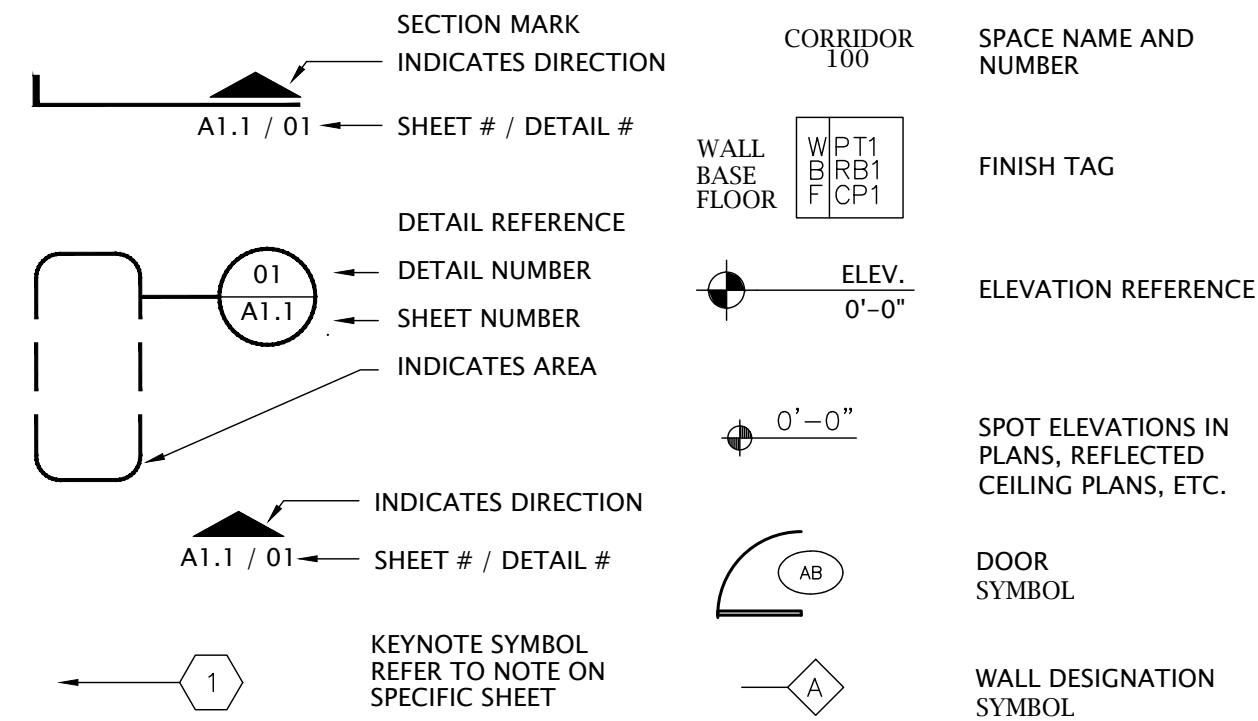 SECTION MARK
INDICATES DIRECTION
A1.1 / 01
SHEET # / DETAIL #
DETAIL REFERENCE
01
DETAIL NUMBER
A1.1
SHEET NUMBER
INDICATES AREA
INDICATES DIRECTION
A1.1 / 01
SHEET # / DETAIL #
1
KEYNOTE SYMBOL
REFER TO NOTE ON
SPECIFIC SHEET
CORRIDOR
100
SPACE NAME AND
NUMBER
WALL
BASE
FLOOR
W PT1
B RB1
F CP1
FINISH TAG
ELEV.
0'-0"
ELEVATION REFERENCE
0'-0"
SPOT ELEVATIONS IN
PLANS, REFLECTED
CEILING PLANS, ETC.
AB
DOOR
SYMBOL
A
WALL DESIGNATION
SYMBOL